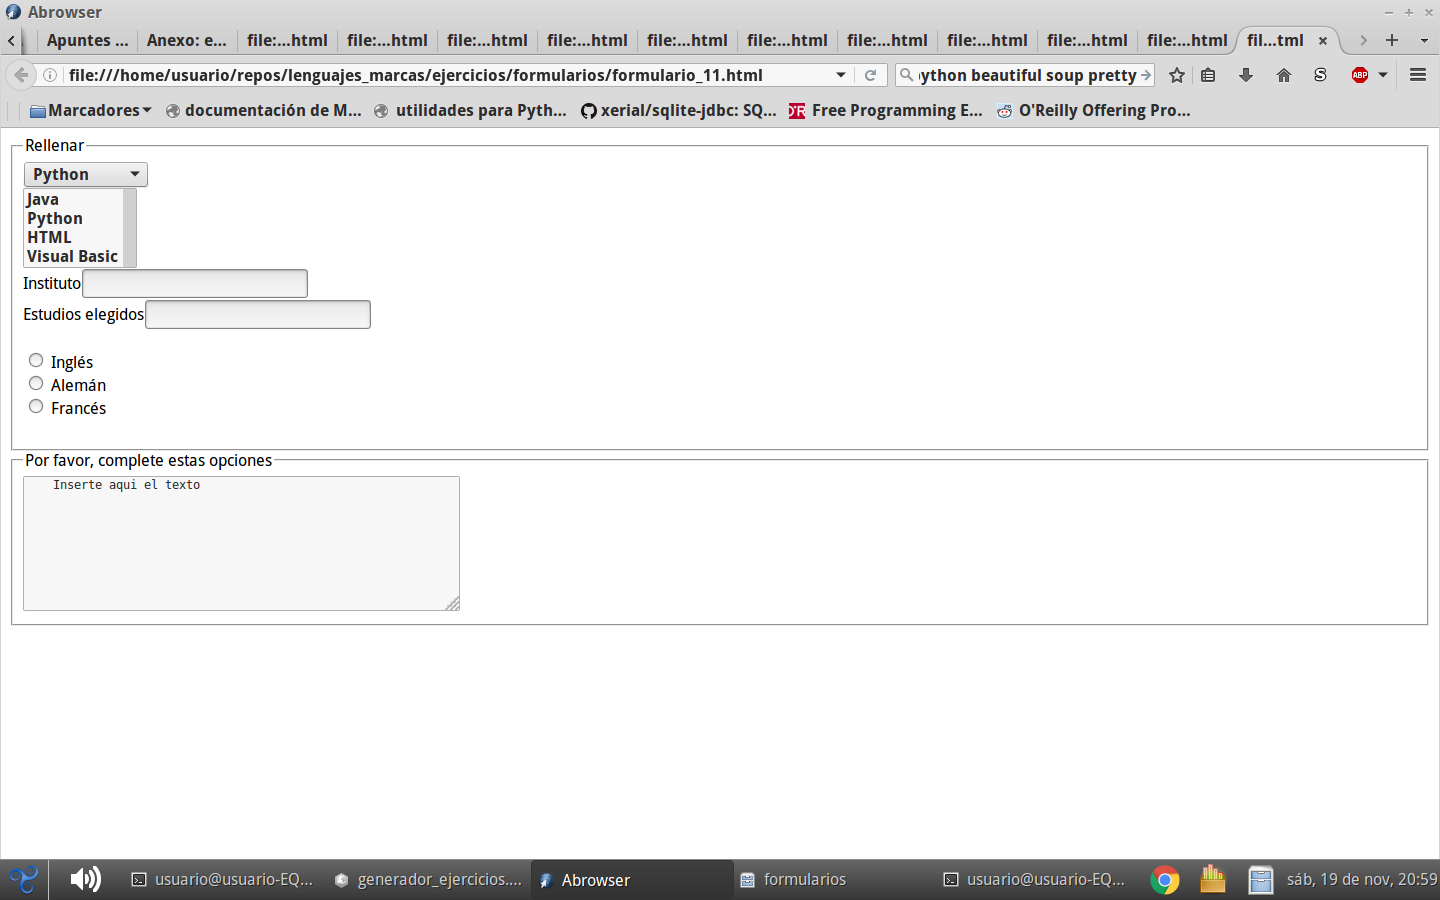 Abrowser
Apuntes ... Anexo: e... file:...html file:...html file:...html file:...html file:...html file:...html file:...html file:...html file:...html file:...html fil...tml
file:///home/usuario/repos/lenguajes_marcas/ejercicios/formularios/formulario_11.html ython beautiful soup pretty S ABP
Marcadores documentación de M... utilidades para Pyth... xerial/sqlite-jdbc: SQ... Free Programming E... O'Reilly Offering Pro...
Rellenar
Python
Java
Python
HTML
Visual Basic
Instituto
Estudios elegidos
Inglés
Alemán
Francés
Por favor, complete estas opciones
Inserte aqui el texto
usuario@usuario-EQ... generador_ejercicios.... Abrowser formularios usuario@usuario-EQ... sáb, 19 de nov, 20:59